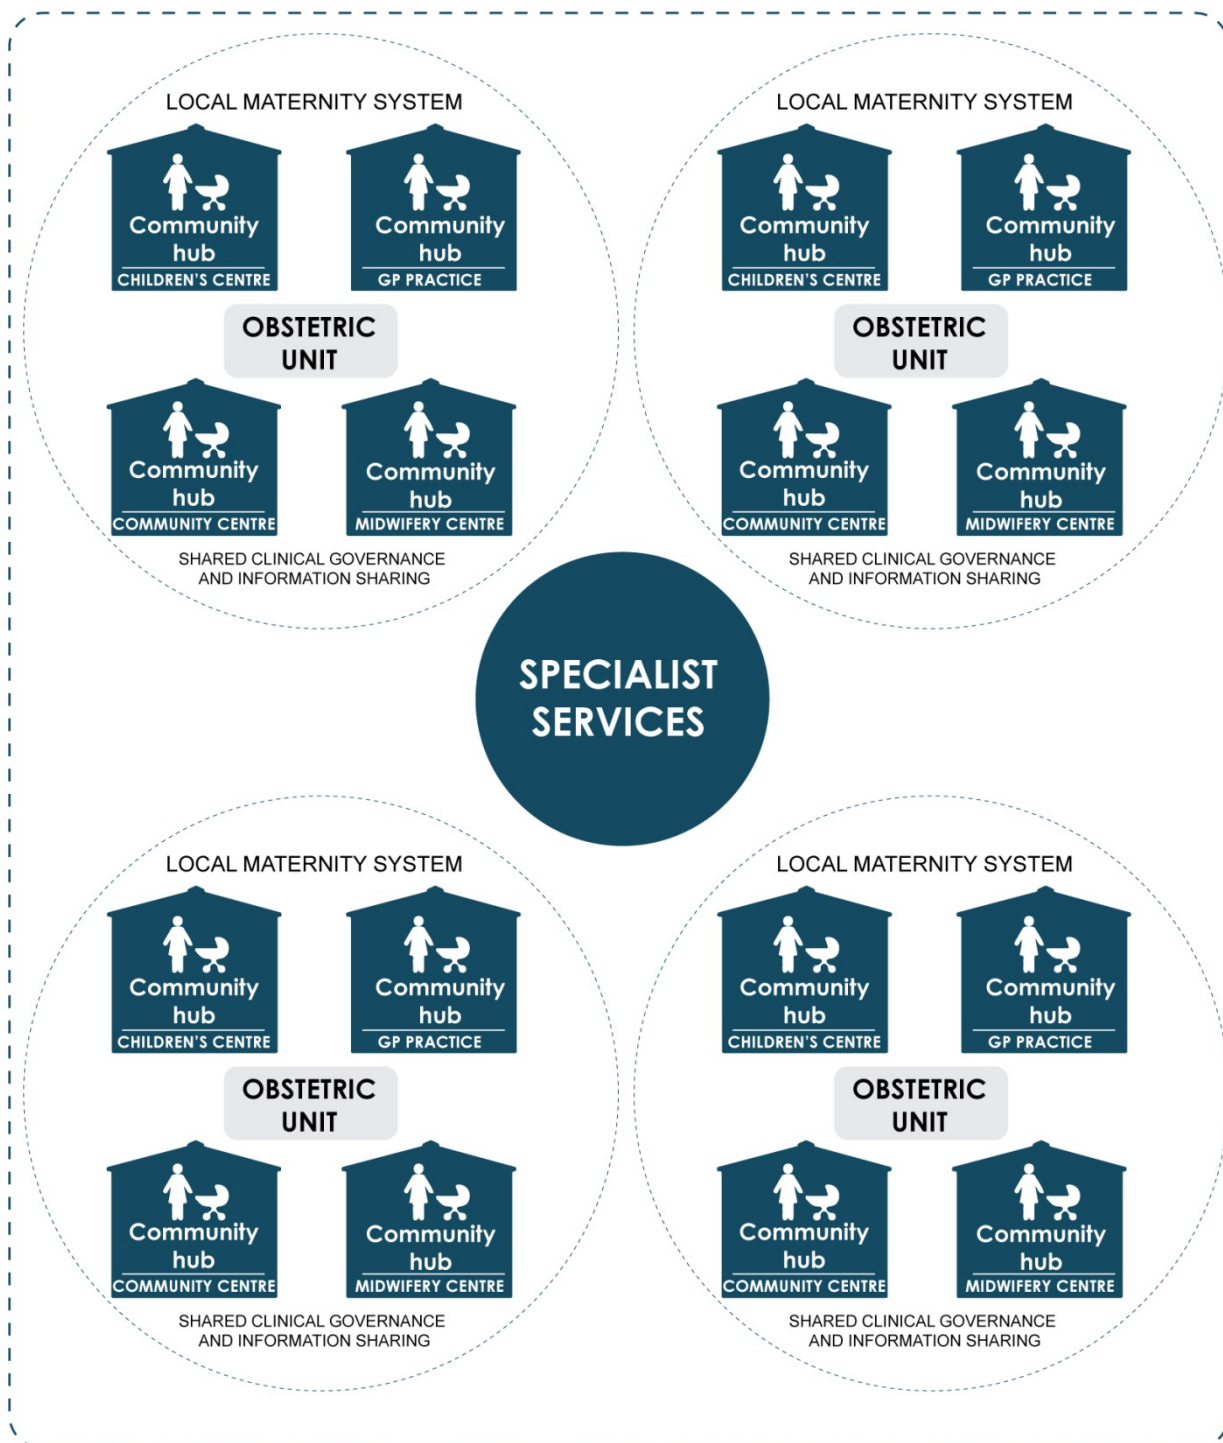 LOCAL MATERNITY SYSTEM
Community
hub
CHILDREN'S CENTRE
Community
hub
GP PRACTICE
OBSTETRIC
UNIT
Community
hub
COMMUNITY CENTRE
Community
hub
MIDWIFERY CENTRE
SHARED CLINICAL GOVERNANCE
AND INFORMATION SHARING
LOCAL MATERNITY SYSTEM
Community
hub
CHILDREN'S CENTRE
Community
hub
GP PRACTICE
OBSTETRIC
UNIT
Community
hub
COMMUNITY CENTRE
Community
hub
MIDWIFERY CENTRE
SHARED CLINICAL GOVERNANCE
AND INFORMATION SHARING
SPECIALIST
SERVICES
LOCAL MATERNITY SYSTEM
Community
hub
CHILDREN'S CENTRE
Community
hub
GP PRACTICE
OBSTETRIC
UNIT
Community
hub
COMMUNITY CENTRE
Community
hub
MIDWIFERY CENTRE
SHARED CLINICAL GOVERNANCE
AND INFORMATION SHARING
LOCAL MATERNITY SYSTEM
Community
hub
CHILDREN'S CENTRE
Community
hub
GP PRACTICE
OBSTETRIC
UNIT
Community
hub
COMMUNITY CENTRE
Community
hub
MIDWIFERY CENTRE
SHARED CLINICAL GOVERNANCE
AND INFORMATION SHARING